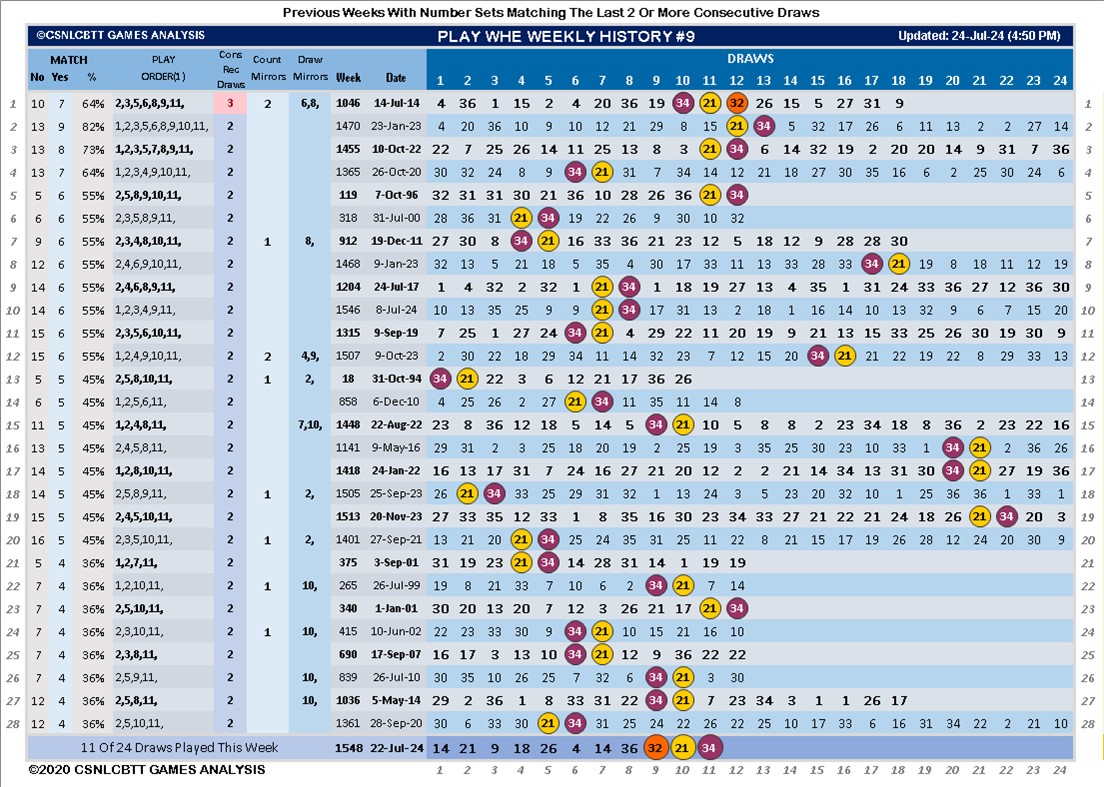 Previous Weeks With Number Sets Matching The Last 2 Or More Consecutive Draws
©CSNLCBTT GAMES ANALYSIS PLAY WHE WEEKLY HISTORY #9 Updated: 24-Jul-24 (4:50 PM)
MATCH PLAY Cons Count Draw DRAWS
No Yes % ORDER(1) Rec Draws Mirrors Mirrors Week Date 1 2 3 4 5 6 7 8 9 10 11 12 13 14 15 16 17 18 19 20 21 22 23 24
1 10 7 64% 2,3,5,6,8,9,11, 3 2 6,8, 1046 14-Jul-14 4 36 1 15 2 4 20 36 19 34 11 32 26 15 5 27 31 9 1
2 13 9 82% 1,2,3,5,6,8,9,10,11, 2 1470 23-Jan-23 4 20 36 10 9 10 12 21 29 8 15 21 34 5 32 17 26 6 11 13 2 2 27 14 2
3 13 8 73% 1,2,3,5,7,8,9,11, 2 1455 10-Oct-22 22 7 25 26 14 11 25 13 8 3 21 34 6 14 32 19 2 20 20 14 9 31 7 36 3
4 13 7 64% 1,2,3,4,9,10,11, 2 1365 26-Oct-20 30 32 24 8 9 34 21 31 7 34 14 12 21 18 27 30 35 16 6 2 25 30 24 6 4
5 5 6 55% 2,5,8,9,10,11, 2 119 7-Oct-96 32 31 31 30 21 36 10 28 26 36 21 34 5
6 6 6 55% 2,3,5,8,9,11, 2 318 31-Jul-00 28 36 31 21 34 19 22 26 9 30 10 32 6
7 9 6 55% 2,3,4,8,10,11, 2 1 8, 912 19-Dec-11 27 30 8 34 21 16 33 36 21 23 12 5 18 12 9 28 28 30 7
8 12 6 55% 2,4,6,9,10,11, 2 1468 9-Jan-23 32 13 5 21 18 5 35 4 30 17 33 11 13 33 28 33 34 21 19 8 18 11 12 19 8
9 14 6 55% 2,4,6,8,9,11, 2 1204 24-Jul-17 1 4 32 2 32 1 21 34 1 18 19 27 13 4 35 1 31 24 33 36 27 12 36 30 9
10 14 6 55% 1,2,3,4,9,11, 2 1546 8-Jul-24 10 13 35 25 9 9 21 34 17 31 13 2 18 1 16 14 10 13 32 9 6 7 15 20 10
11 15 6 55% 2,3,5,6,10,11, 2 1315 9-Sep-19 7 25 1 27 24 34 21 4 29 22 11 20 19 9 21 13 15 33 25 26 30 19 30 9 11
12 15 6 55% 1,2,4,9,10,11, 2 2 4,9, 1507 9-Oct-23 2 30 22 18 29 34 11 14 32 23 7 12 15 20 34 21 21 22 19 22 8 29 33 13 12
13 5 5 45% 2,5,8,10,11, 2 1 2, 18 31-Oct-94 34 21 22 3 6 12 21 17 36 26 13
14 6 5 45% 1,2,5,6,11, 2 858 6-Dec-10 4 25 26 2 27 21 34 11 35 11 14 8 14
15 11 5 45% 1,2,4,8,11, 2 7,10, 1448 22-Aug-22 23 8 36 12 18 5 14 5 34 21 10 5 8 8 2 23 34 18 8 36 2 23 22 16 15
16 13 5 45% 2,4,5,8,11, 2 1141 9-May-16 29 31 2 3 25 18 20 19 2 25 19 3 35 25 30 23 10 33 1 34 21 2 36 26 16
17 14 5 45% 1,2,8,10,11, 2 1418 24-Jan-22 16 13 17 31 7 24 16 27 21 20 12 2 2 21 14 34 13 31 30 34 21 27 19 36 17
18 14 5 45% 2,5,8,9,11, 2 1 2, 1505 25-Sep-23 26 21 34 33 25 29 31 32 1 13 24 3 5 23 20 32 10 1 25 36 36 1 33 1 18
19 15 5 45% 2,4,5,10,11, 2 1513 20-Nov-23 27 33 35 12 33 1 8 35 16 30 23 34 33 27 21 22 21 24 18 26 21 34 20 3 19
20 16 5 45% 2,3,5,10,11, 2 1 2, 1401 27-Sep-21 13 21 20 21 34 25 24 35 31 25 11 22 8 21 15 17 19 26 28 12 24 20 30 9 20
21 5 4 36% 1,2,7,11, 2 375 3-Sep-01 31 19 23 21 34 14 28 31 14 1 19 19 21
22 7 4 36% 1,2,10,11, 2 1 10, 265 26-Jul-99 19 8 21 33 7 10 6 2 34 21 7 14 22
23 7 4 36% 2,5,10,11, 2 340 1-Jan-01 30 20 13 20 7 12 3 26 21 17 21 34 23
24 7 4 36% 2,3,10,11, 2 1 10, 415 10-Jun-02 22 23 33 30 9 34 21 10 15 21 16 10 24
25 7 4 36% 2,3,8,11, 2 690 17-Sep-07 16 17 3 13 10 34 21 12 9 36 22 22 25
26 7 4 36% 2,5,9,11, 2 10, 839 26-Jul-10 30 35 10 26 25 7 32 6 34 21 3 30 26
27 12 4 36% 2,5,8,11, 2 10, 1036 5-May-14 29 2 36 1 8 33 31 22 34 21 7 23 34 3 1 1 26 17 27
28 12 4 36% 2,5,10,11, 2 1361 28-Sep-20 30 6 33 30 21 34 31 25 24 22 26 22 25 10 17 33 6 16 31 34 22 2 21 10 28
11 Of 24 Draws Played This Week 1548 22-Jul-24 14 21 9 18 26 4 14 36 32 21 34
©2020 CSNLCBTT GAMES ANALYSIS 1 2 3 4 5 6 7 8 9 10 11 12 13 14 15 16 17 18 19 20 21 22 23 24